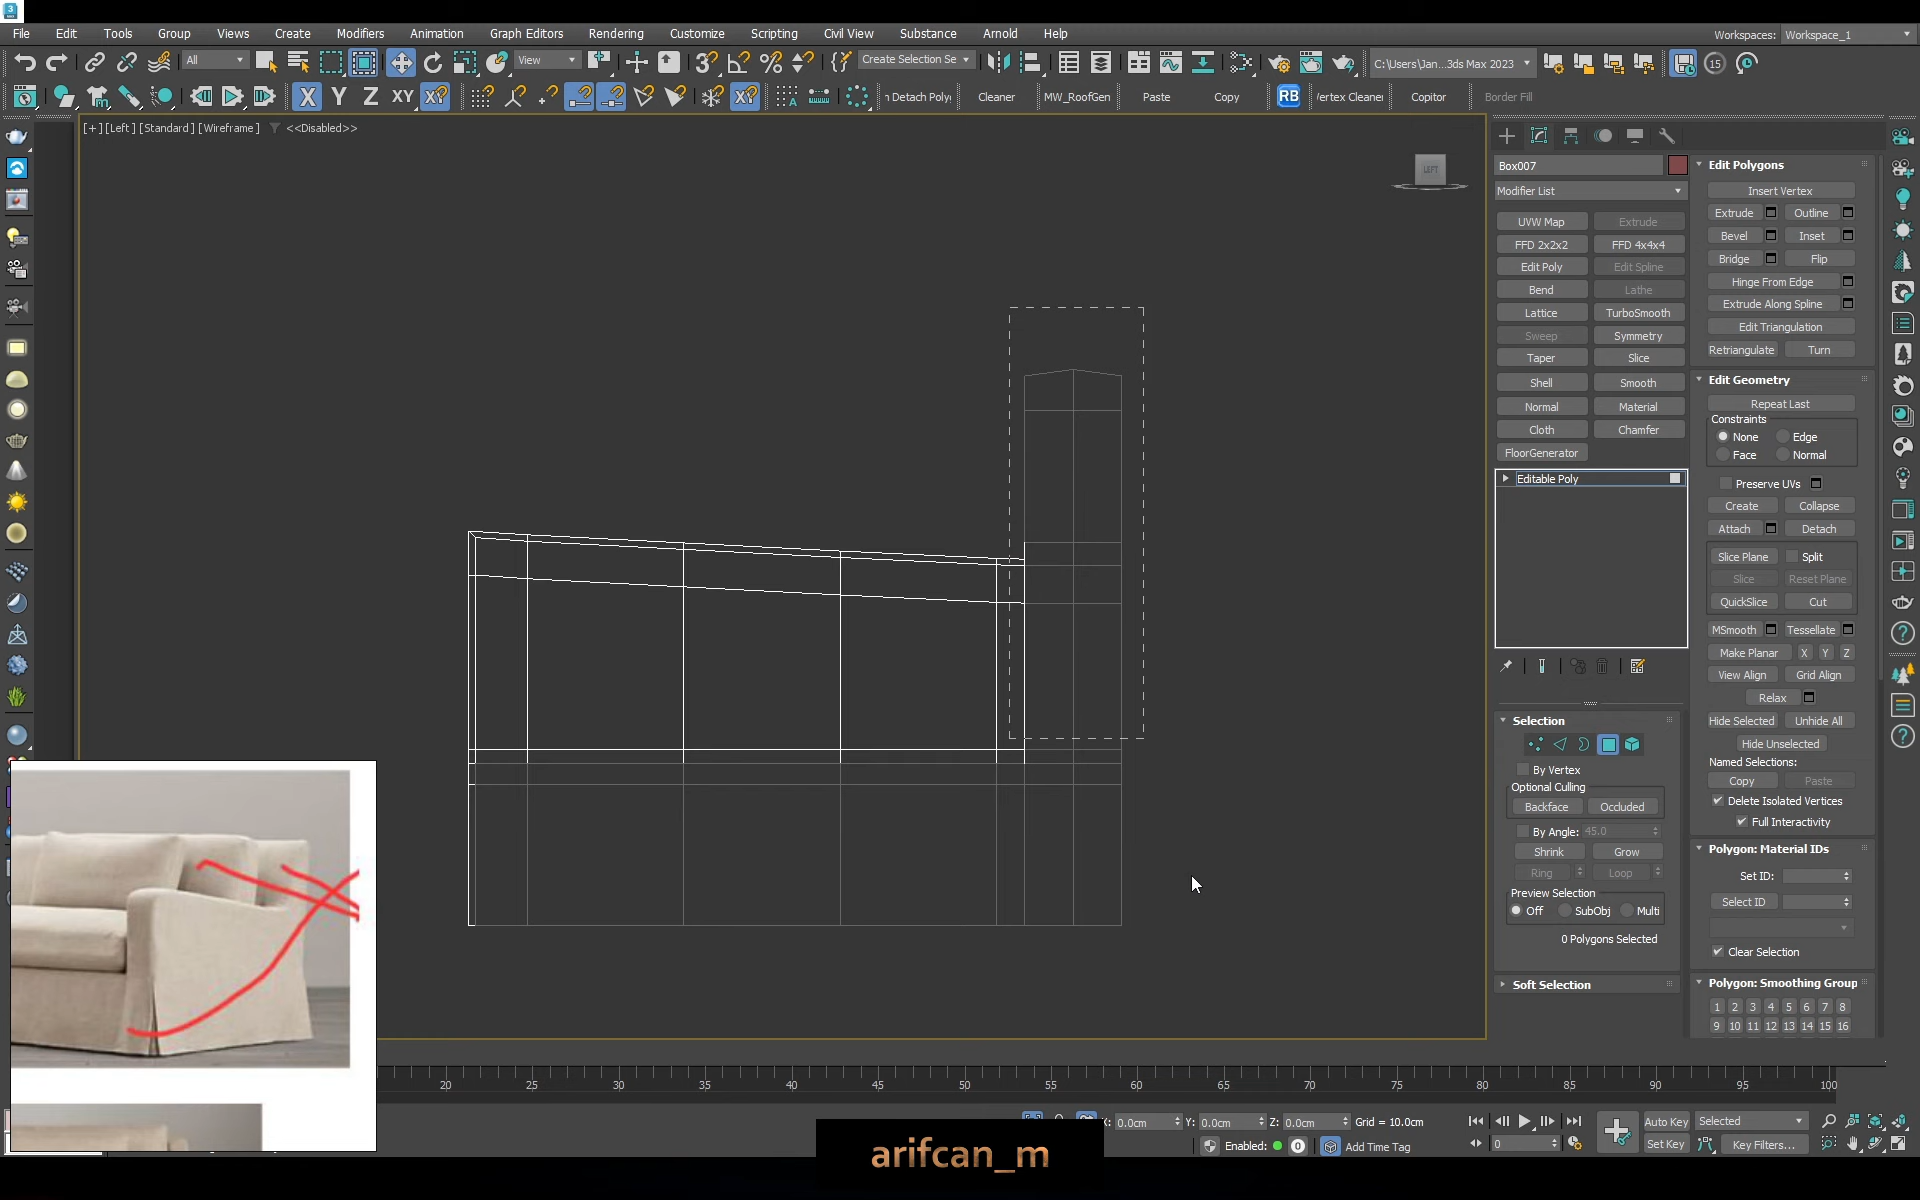 File Edit Tools Group Views Create Modifiers Animation Graph Editors Rendering Customize Scripting Civil View Substance Arnold Help
Workspaces: Workspace_1
All View Create Selection Se C:\Users\Jan...3ds Max 2023 15
X Y Z XY XY XY n Detach Poly Cleaner MW_RoofGen Paste Copy RB Vertex Cleaner Copitor Border Fill
[+] [Left] [Standard] [Wireframe] <<Disabled>>
LEFT
Box007
Modifier List
UVW Map Extrude
FFD 2x2x2 FFD 4x4x4
Edit Poly Edit Spline
Bend Lathe
Lattice TurboSmooth
Sweep Symmetry
Taper Slice
Shell Smooth
Normal Material
Cloth Chamfer
FloorGenerator
Editable Poly
Selection
By Vertex
Optional Culling
Backface Occluded
By Angle: 45.0
Shrink Grow
Ring Loop
Preview Selection
Off SubObj Multi
0 Polygons Selected
Soft Selection
Edit Polygons
Insert Vertex
Extrude Outline
Bevel Inset
Bridge Flip
Hinge From Edge
Extrude Along Spline
Edit Triangulation
Retriangulate Turn
Edit Geometry
Repeat Last
Constraints
None Edge
Face Normal
Preserve UVs
Create Collapse
Attach Detach
Slice Plane Split
Slice Reset Plane
QuickSlice Cut
MSmooth Tessellate
Make Planar X Y Z
View Align Grid Align
Relax
Hide Selected Unhide All
Hide Unselected
Named Selections:
Copy Paste
Delete Isolated Vertices
Full Interactivity
Polygon: Material IDs
Set ID:
Select ID
Clear Selection
Polygon: Smoothing Group
1 2 3 4 5 6 7 8
9 10 11 12 13 14 15 16
20 25 30 35 40 45 50 55 60 65 70 75 80 85 90 95 100
X: 0.0cm Y: 0.0cm Z: 0.0cm Grid = 10.0cm
Auto Key Selected
Enabled: 0 Add Time Tag 0 Set Key Key Filters...
arifcan_m